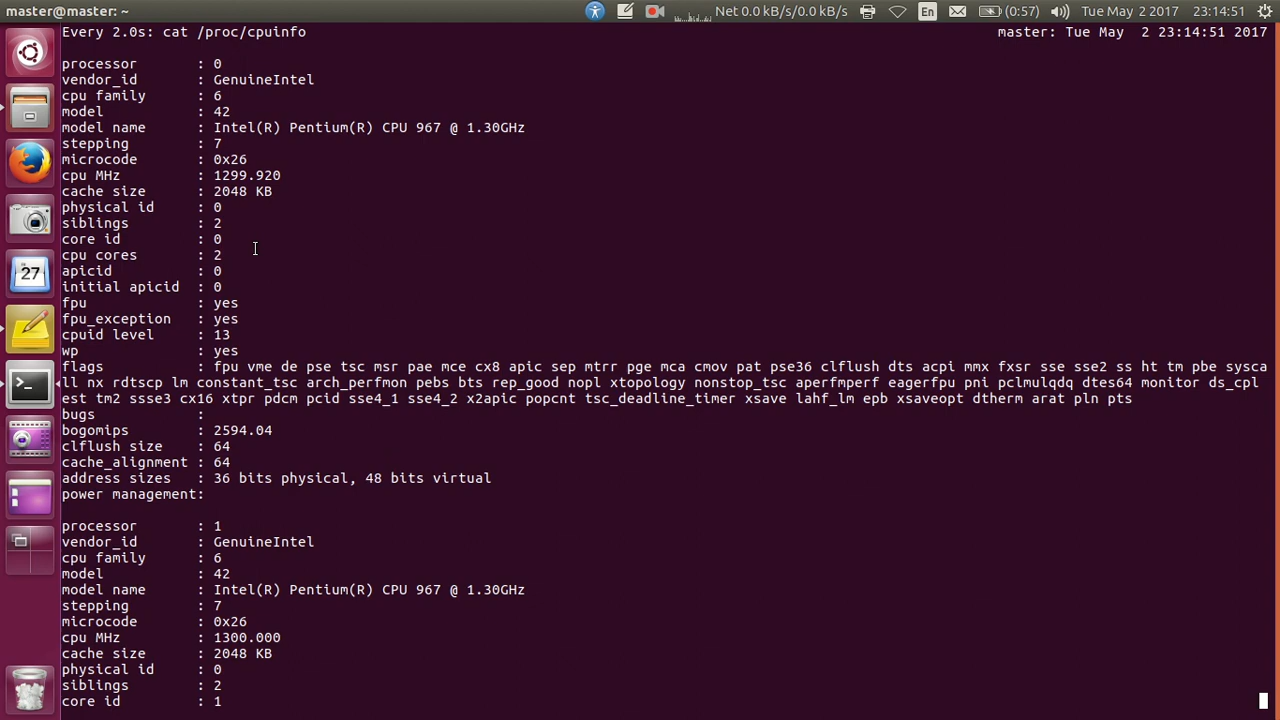 master@master: ~
Net 0.0 kB/s/0.0 kB/s
En
(0:57)
Tue May 2 2017
23:14:51
Every 2.0s: cat /proc/cpuinfo
master: Tue May  2 23:14:51 2017
processor : 0
vendor_id : GenuineIntel
cpu family : 6
model : 42
model name : Intel(R) Pentium(R) CPU 967 @ 1.30GHz
stepping : 7
microcode : 0x26
cpu MHz : 1299.920
cache size : 2048 KB
physical id : 0
siblings : 2
core id : 0
cpu cores : 2
apicid : 0
initial apicid : 0
fpu : yes
fpu_exception : yes
cpuid level : 13
wp : yes
flags : fpu vme de pse tsc msr pae mce cx8 apic sep mtrr pge mca cmov pat pse36 clflush dts acpi mmx fxsr sse sse2 ss ht tm pbe sysca
ll nx rdtscp lm constant_tsc arch_perfmon pebs bts rep_good nopl xtopology nonstop_tsc aperfmperf eagerfpu pni pclmulqdq dtes64 monitor ds_cpl
est tm2 ssse3 cx16 xtpr pdcm pcid sse4_1 sse4_2 x2apic popcnt tsc_deadline_timer xsave lahf_lm epb xsaveopt dtherm arat pln pts
bugs :
bogomips : 2594.04
clflush size : 64
cache_alignment : 64
address sizes : 36 bits physical, 48 bits virtual
power management:
processor : 1
vendor_id : GenuineIntel
cpu family : 6
model : 42
model name : Intel(R) Pentium(R) CPU 967 @ 1.30GHz
stepping : 7
microcode : 0x26
cpu MHz : 1300.000
cache size : 2048 KB
physical id : 0
siblings : 2
core id : 1
27